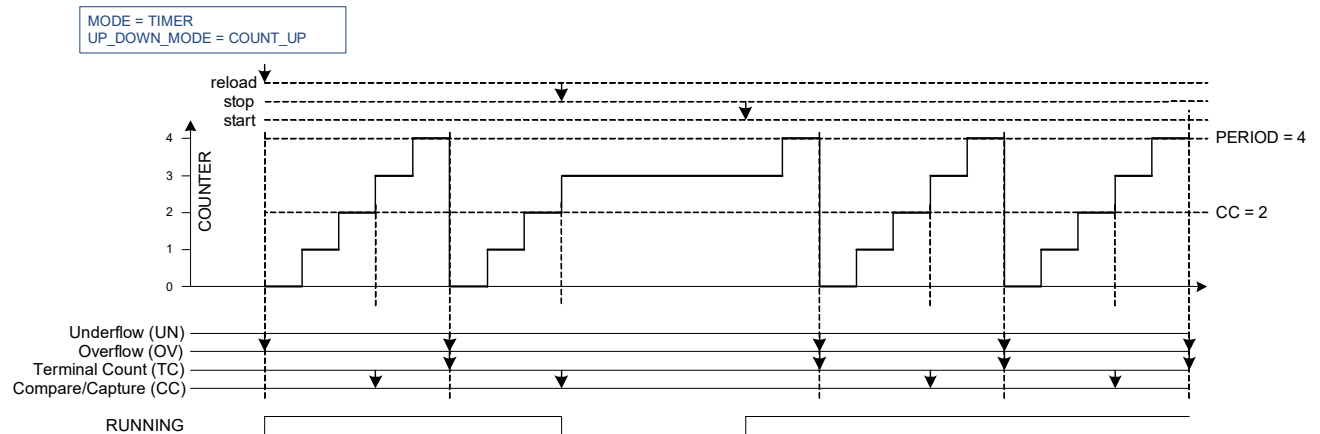 MODE = TIMER
UP_DOWN_MODE = COUNT_UP
reload
stop
start
4
PERIOD = 4
COUNTER
3
2
CC = 2
1
0
Underflow (UN)
Overflow (OV)
Terminal Count (TC)
Compare/Capture (CC)
RUNNING